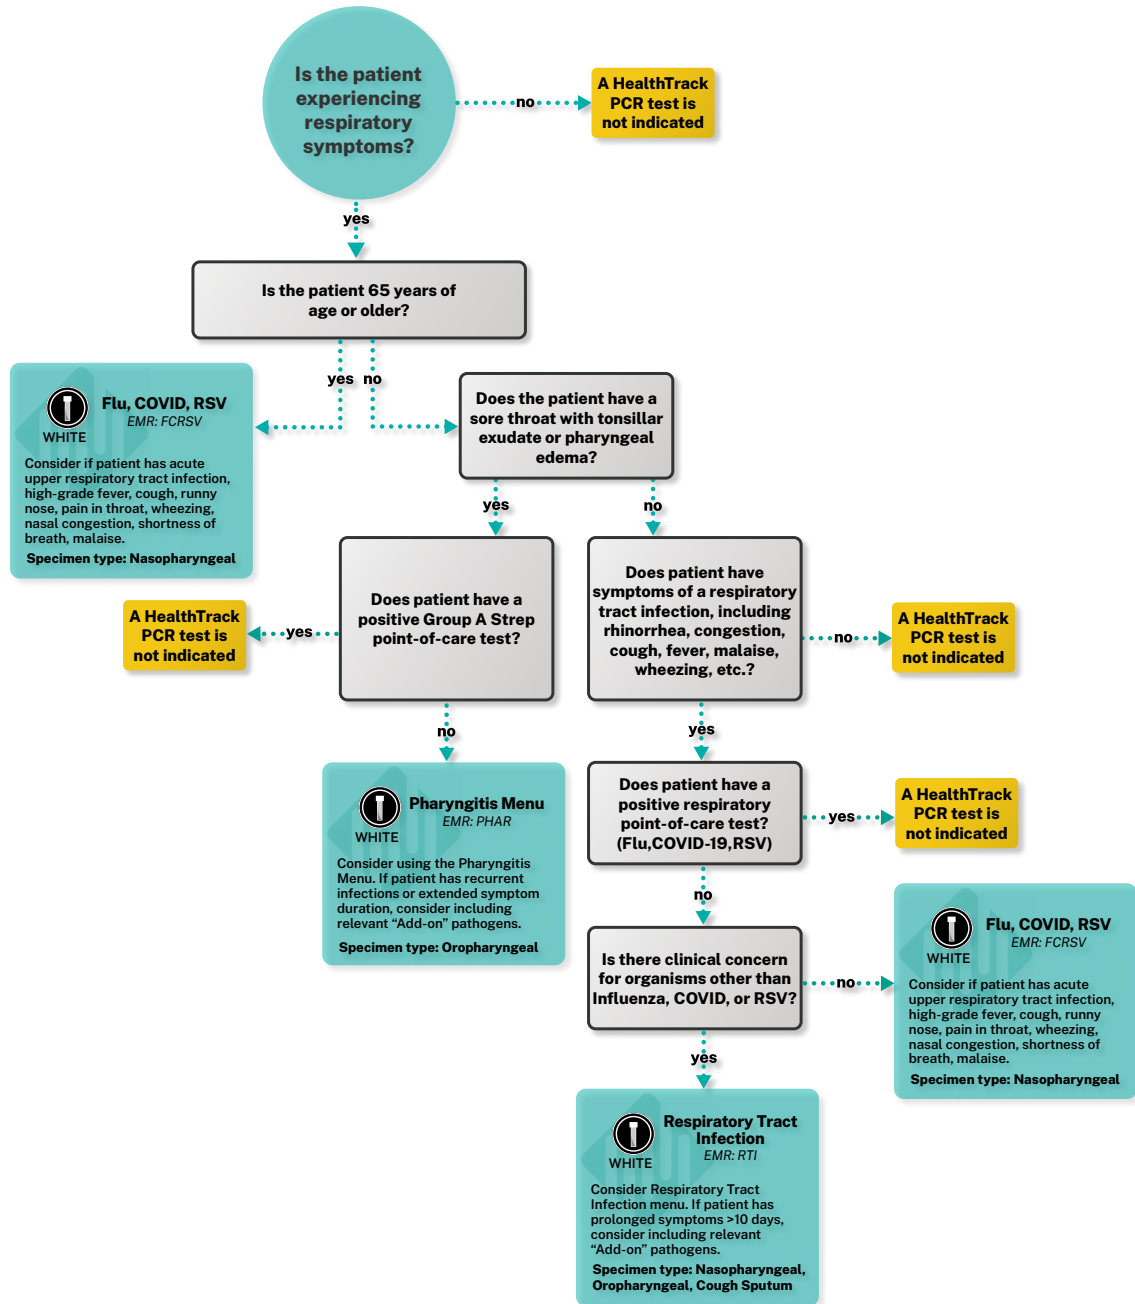 Is the patient
experiencing
respiratory
symptoms?
no
A HealthTrack
PCR test is
not indicated
yes
Is the patient 65 years of
age or older?
yes no
Flu, COVID, RSV
EMR: FCRSV
WHITE
Consider if patient has acute
upper respiratory tract infection,
high-grade fever, cough, runny
nose, pain in throat, wheezing,
nasal congestion, shortness of
breath, malaise.
Specimen type: Nasopharyngeal
Does the patient have a
sore throat with tonsillar
exudate or pharyngeal
edema?
yes
no
Does patient have a
positive Group A Strep
point-of-care test?
yes
A HealthTrack
PCR test is
not indicated
no
Pharyngitis Menu
EMR: PHAR
WHITE
Consider using the Pharyngitis
Menu. If patient has recurrent
infections or extended symptom
duration, consider including
relevant “Add-on” pathogens.
Specimen type: Oropharyngeal
Does patient have
symptoms of a respiratory
tract infection, including
rhinorrhea, congestion,
cough, fever, malaise,
wheezing, etc.?
no
A HealthTrack
PCR test is
not indicated
yes
Does patient have a
positive respiratory
point-of-care test?
(Flu,COVID-19,RSV)
yes
A HealthTrack
PCR test is
not indicated
no
Is there clinical concern
for organisms other than
Influenza, COVID, or RSV?
no
Flu, COVID, RSV
EMR: FCRSV
WHITE
Consider if patient has acute
upper respiratory tract infection,
high-grade fever, cough, runny
nose, pain in throat, wheezing,
nasal congestion, shortness of
breath, malaise.
Specimen type: Nasopharyngeal
yes
Respiratory Tract
Infection
EMR: RTI
WHITE
Consider Respiratory Tract
Infection menu. If patient has
prolonged symptoms >10 days,
consider including relevant
“Add-on” pathogens.
Specimen type: Nasopharyngeal,
Oropharyngeal, Cough Sputum